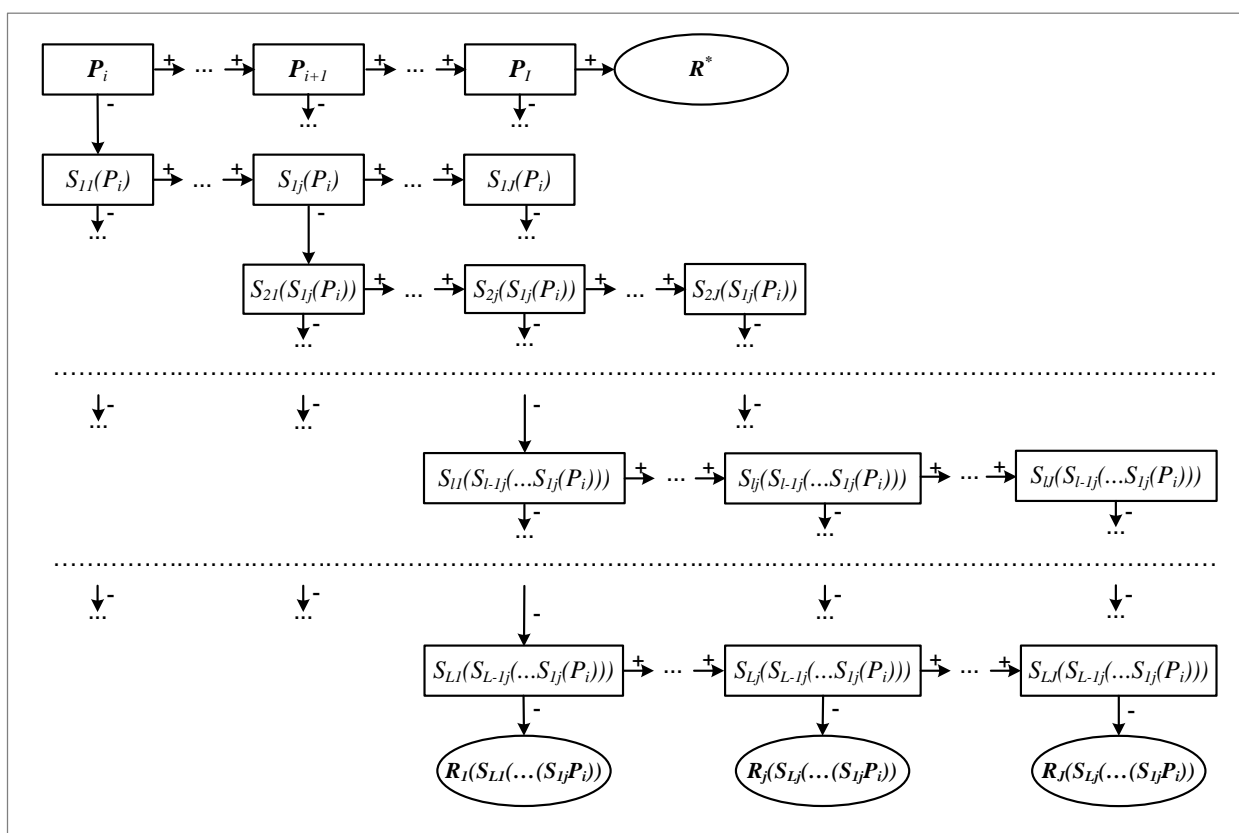 P_i + ... + P_{i+1} + ... + P_I + R^*
- - -
... ...
S_{11}(P_i) + ... + S_{1j}(P_i) + ... + S_{1J}(P_i)
- - -
... ...
S_{21}(S_{1j}(P_i)) + ... + S_{2j}(S_{1j}(P_i)) + ... + S_{2J}(S_{1j}(P_i))
- - -
... ... ...
- - - -
... ... ...
S_{l1}(S_{l-1j}(...S_{1j}(P_i))) + ... + S_{lj}(S_{l-1j}(...S_{1j}(P_i))) + ... + S_{lJ}(S_{l-1j}(...S_{1j}(P_i)))
- - -
... ... ...
- - - - -
... ... ... ...
S_{L1}(S_{L-1j}(...S_{1j}(P_i))) + ... + S_{Lj}(S_{L-1j}(...S_{1j}(P_i))) + ... + S_{LJ}(S_{L-1j}(...S_{1j}(P_i)))
- - -
R_1(S_{L1}(…(S_{1j}P_i)) R_j(S_{Lj}(…(S_{1j}P_i)) R_J(S_{Lj}(…(S_{1j}P_i))